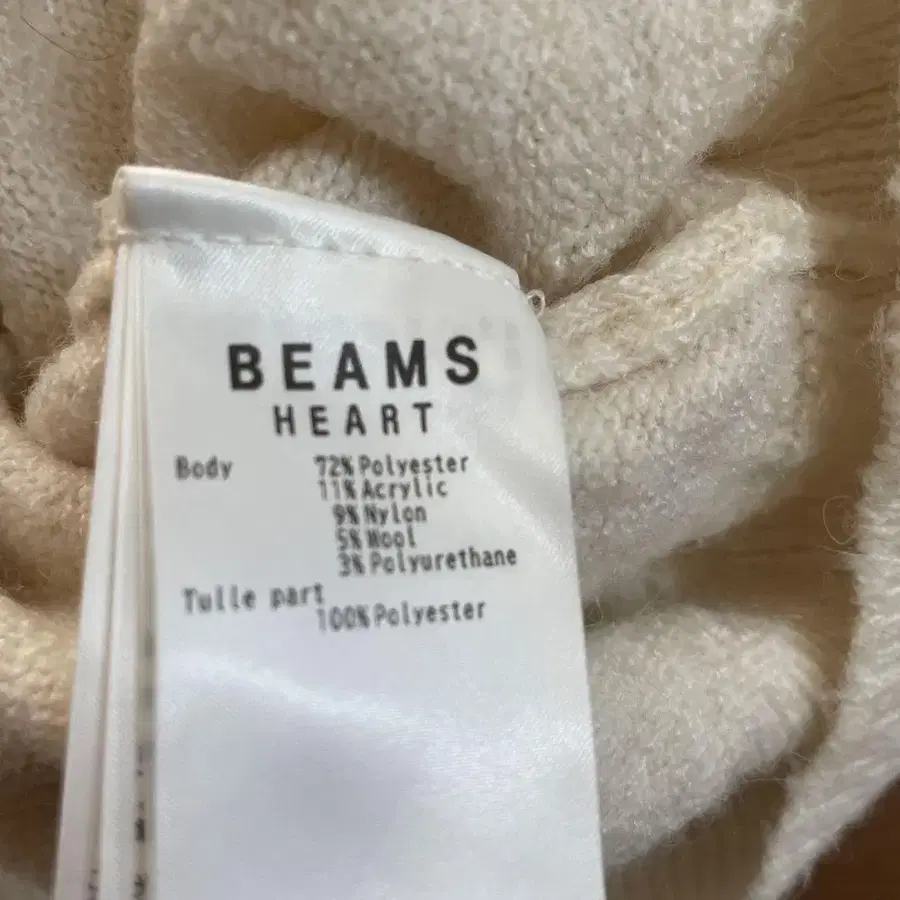 BEAMS
HEART
Body 72% Polyester
11% Acrylic
9% Nylon
5% Wool
3% Polyurethane
Tulle part
100% Polyester